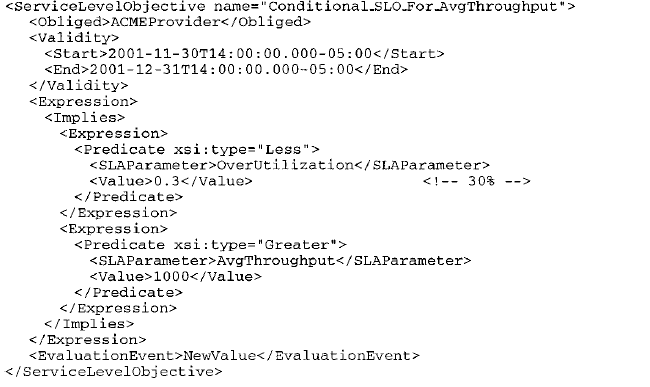 <ServiceLevelObjective name="Conditional_SLO_For_AvgThroughput">
<Obliged>ACMEProvider</Obliged>
<Validity>
<Start>2001-11-30T14:00:00.000-05:00</Start>
<End>2001-12-31T14:00:00.000-05:00</End>
</Validity>
<Expression>
<Implies>
<Expression>
<Predicate xsi:type="Less">
<SLAParameter>OverUtilization</SLAParameter>
<Value>0.3</Value> <!-- 30% -->
</Predicate>
</Expression>
<Expression>
<Predicate xsi:type="Greater">
<SLAParameter>AvgThroughput</SLAParameter>
<Value>1000</Value>
</Predicate>
</Expression>
</Implies>
</Expression>
<EvaluationEvent>NewValue</EvaluationEvent>
</ServiceLevelObjective>